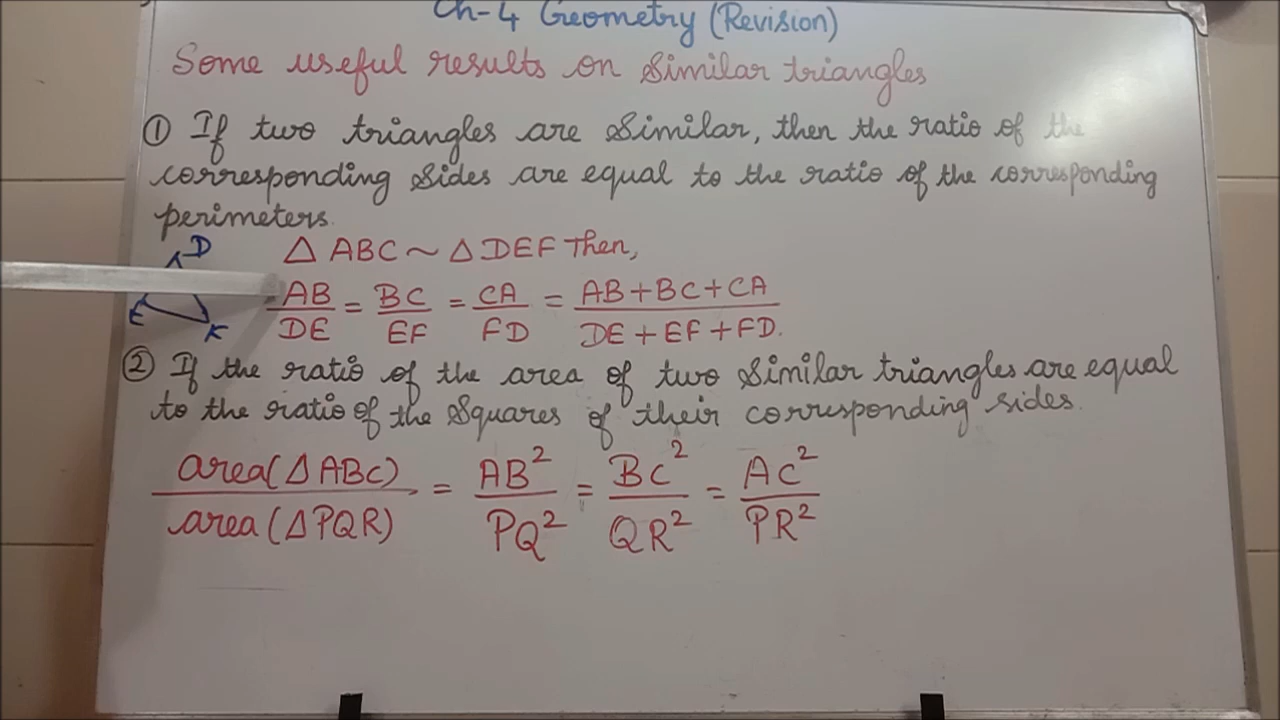 Ch-4 Geometry (Revision)
Some useful results on Similar triangles
① If two triangles are Similar, then the ratio of the
corresponding Sides are equal to the ratio of the corresponding
perimeters.
D
△ ABC ~ △ DEF Then,
AB/DE = BC/EF = CA/FD = AB+BC+CA/DE+EF+FD.
E F
② If the ratio of the area of two Similar triangles are equal
to the ratio of the Squares of their corresponding sides.
area(△ABC)/area(△PQR) = AB²/PQ² = BC²/QR² = AC²/PR²